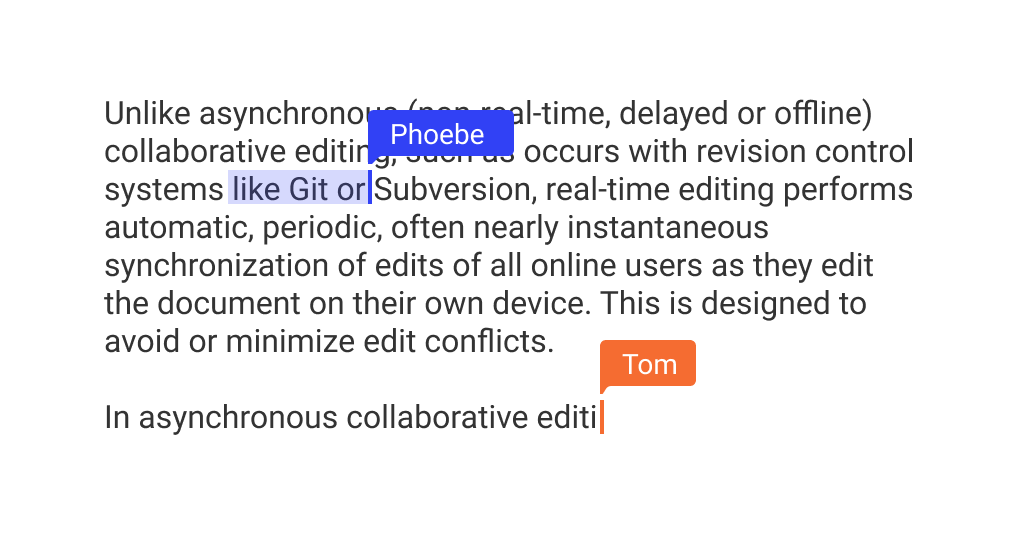 Unlike asynchronous (non-real-time, delayed or offline)
Phoebe
collaborative editing, such as occurs with revision control
systems like Git or Subversion, real-time editing performs
automatic, periodic, often nearly instantaneous
synchronization of edits of all online users as they edit
the document on their own device. This is designed to
avoid or minimize edit conflicts.
Tom
In asynchronous collaborative editi